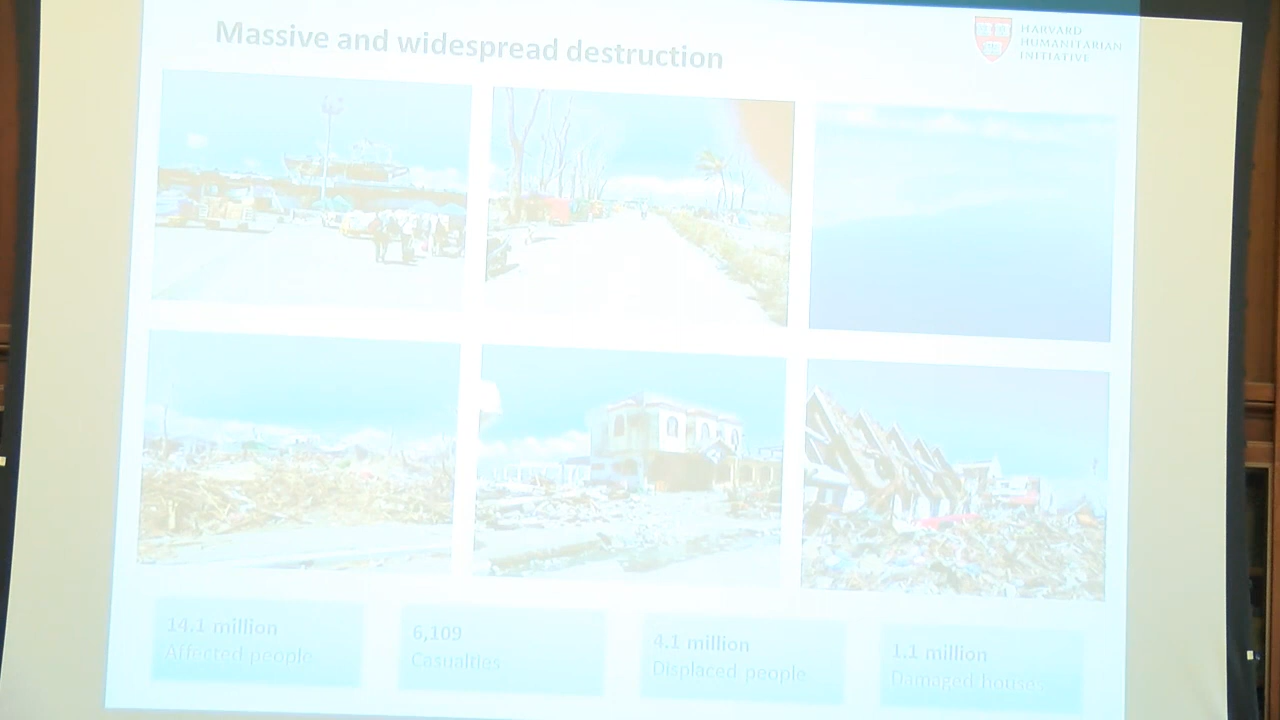 Massive and widespread destruction
HARVARD
HUMANITARIAN
INITIATIVE
14.1 million
Affected people
6,109
Casualties
4.1 million
Displaced people
1.1 million
Damaged houses